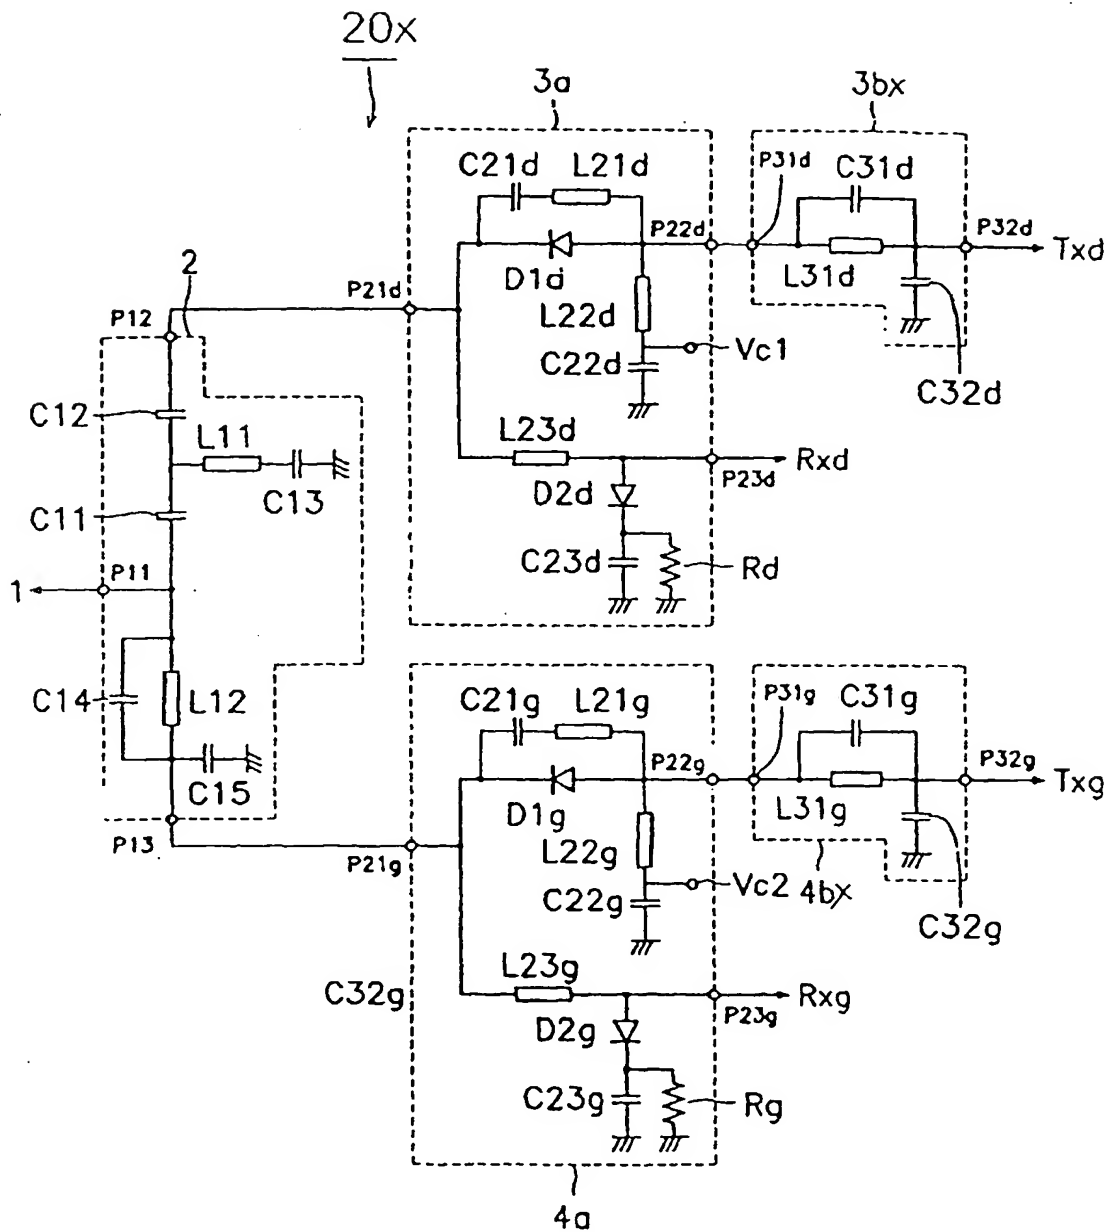 20x
3a
3bx
C21d
L21d
P31d
C31d
P22d
P32d
Txd
D1d
L31d
2
P21d
P12
L22d
Vc1
C22d
C32d
C12
L11
L23d
Rxd
P23d
C13
D2d
C11
P11
1
C23d
Rd
C14
L12
C21g
L21g
P31g
C31g
P22g
P32g
Txg
C15
D1g
L31g
P13
P21g
L22g
Vc2
4bx
C22g
C32g
L23g
C32g
Rxg
P23g
D2g
C23g
Rg
4a